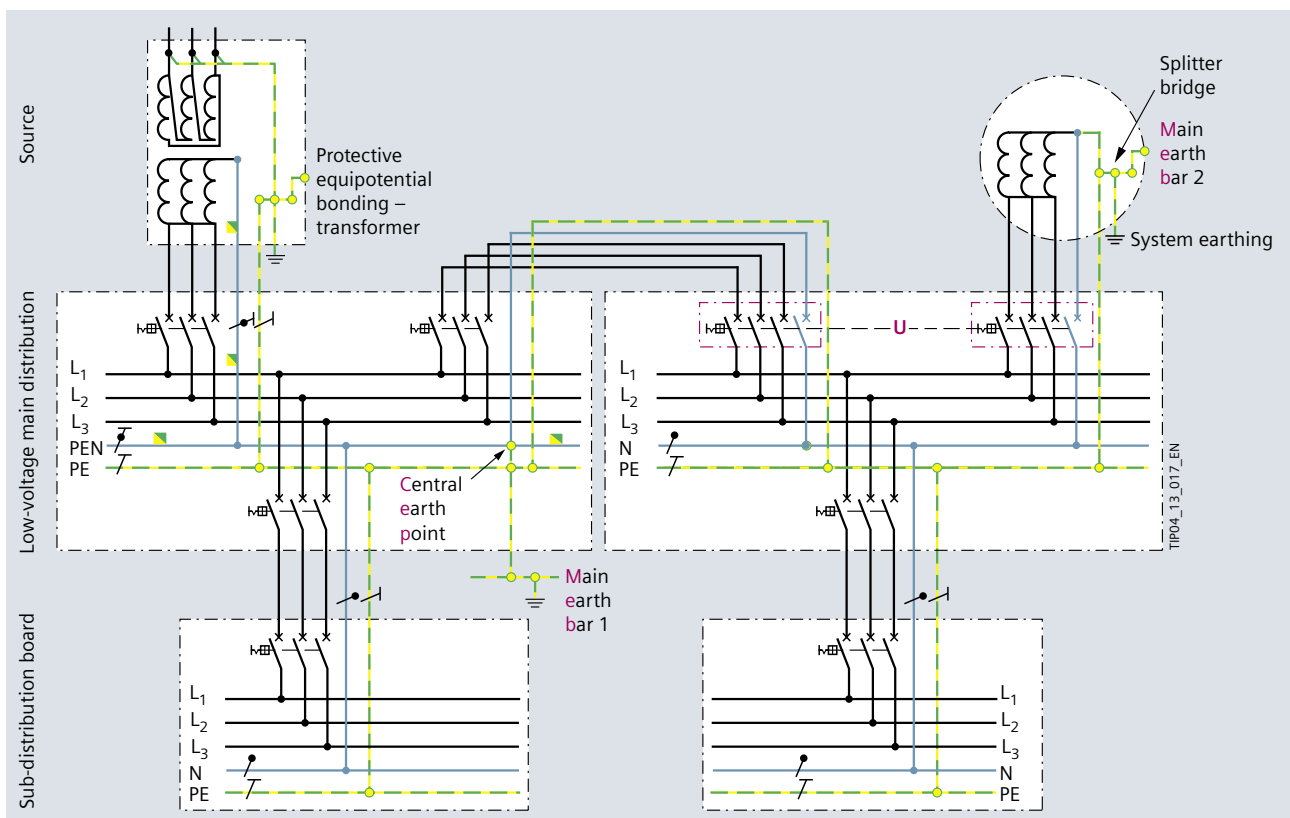 Source
Protective
equipotential
bonding –
transformer
Splitter
bridge
Main
earth
bar 2
System earthing
Low-voltage main distribution
L1
L2
L3
PEN
PE
Central
earth
point
U
L1
L2
L3
N
PE
TIP04_13_017_EN
Main
earth
bar 1
Sub-distribution board
L1
L2
L3
N
PE
L1
L2
L3
N
PE